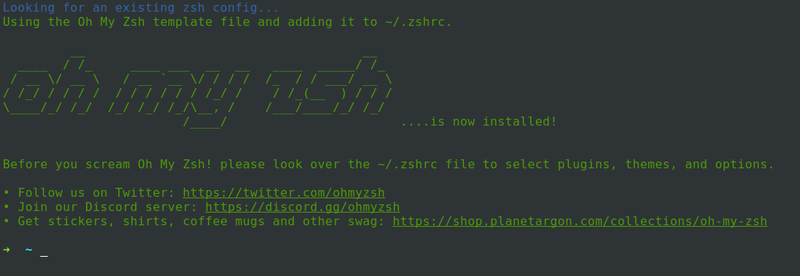 Looking for an existing zsh config...
Using the Oh My Zsh template file and adding it to ~/.zshrc.
oh my zsh
....is now installed!
Before you scream Oh My Zsh! please look over the ~/.zshrc file to select plugins, themes, and options.
• Follow us on Twitter: https://twitter.com/ohmyzsh
• Join our Discord server: https://discord.gg/ohmyzsh
• Get stickers, shirts, coffee mugs and other swag: https://shop.planetargon.com/collections/oh-my-zsh
➜ ~ _